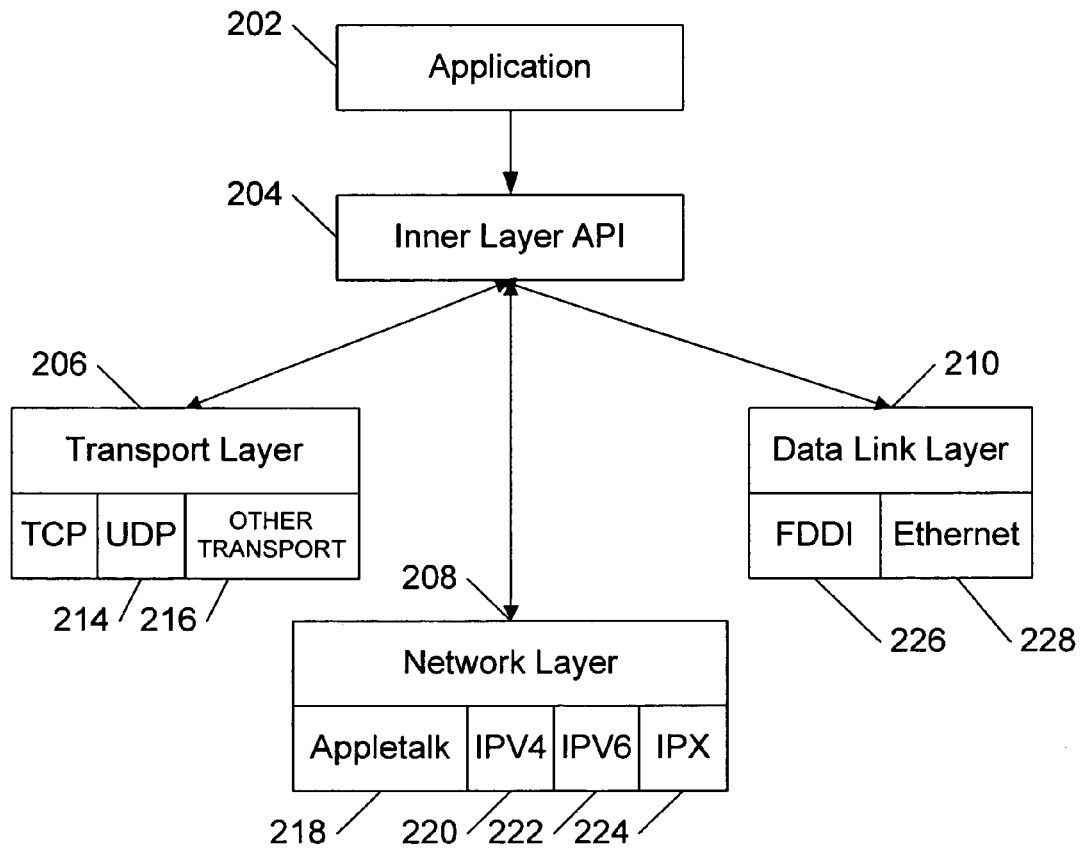 202
Application
204
Inner Layer API
206
210
Transport Layer
Data Link Layer
TCP
UDP
OTHER
TRANSPORT
FDDI
Ethernet
214
216
208
226
228
Network Layer
Appletalk
IPV4
IPV6
IPX
218
220
222
224